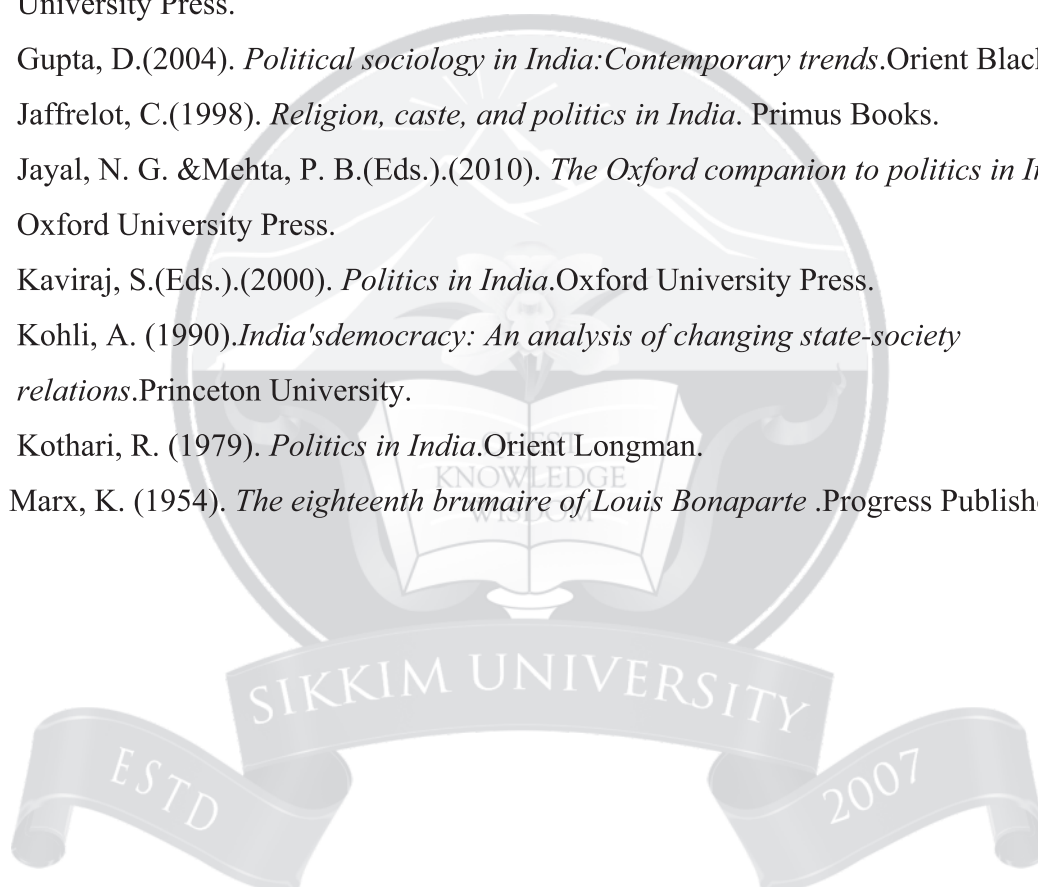 University Press.
Gupta, D.(2004). Political sociology in India:Contemporary trends.Orient
Jaffrelot, C.(1998). Religion, caste, and politics in India. Primus Books.
Jayal, N. G. &Mehta, P. B.(Eds.).(2010). The Oxford companion to politics in
Oxford University Press.
Kaviraj, S.(Eds.).(2000). Politics in India.Oxford University Press.
Kohli, A. (1990).India'sdemocracy: An analysis of changing state-society
relations.Princeton University.
Kothari, R. (1979). Politics in India.Orient Longman.
Marx, K. (1954). The eighteenth brumaire of Louis Bonaparte .Progress
QUEST
KNOWLEDGE
WISDOM
SIKKIM UNIVERSITY
ESTD
2007